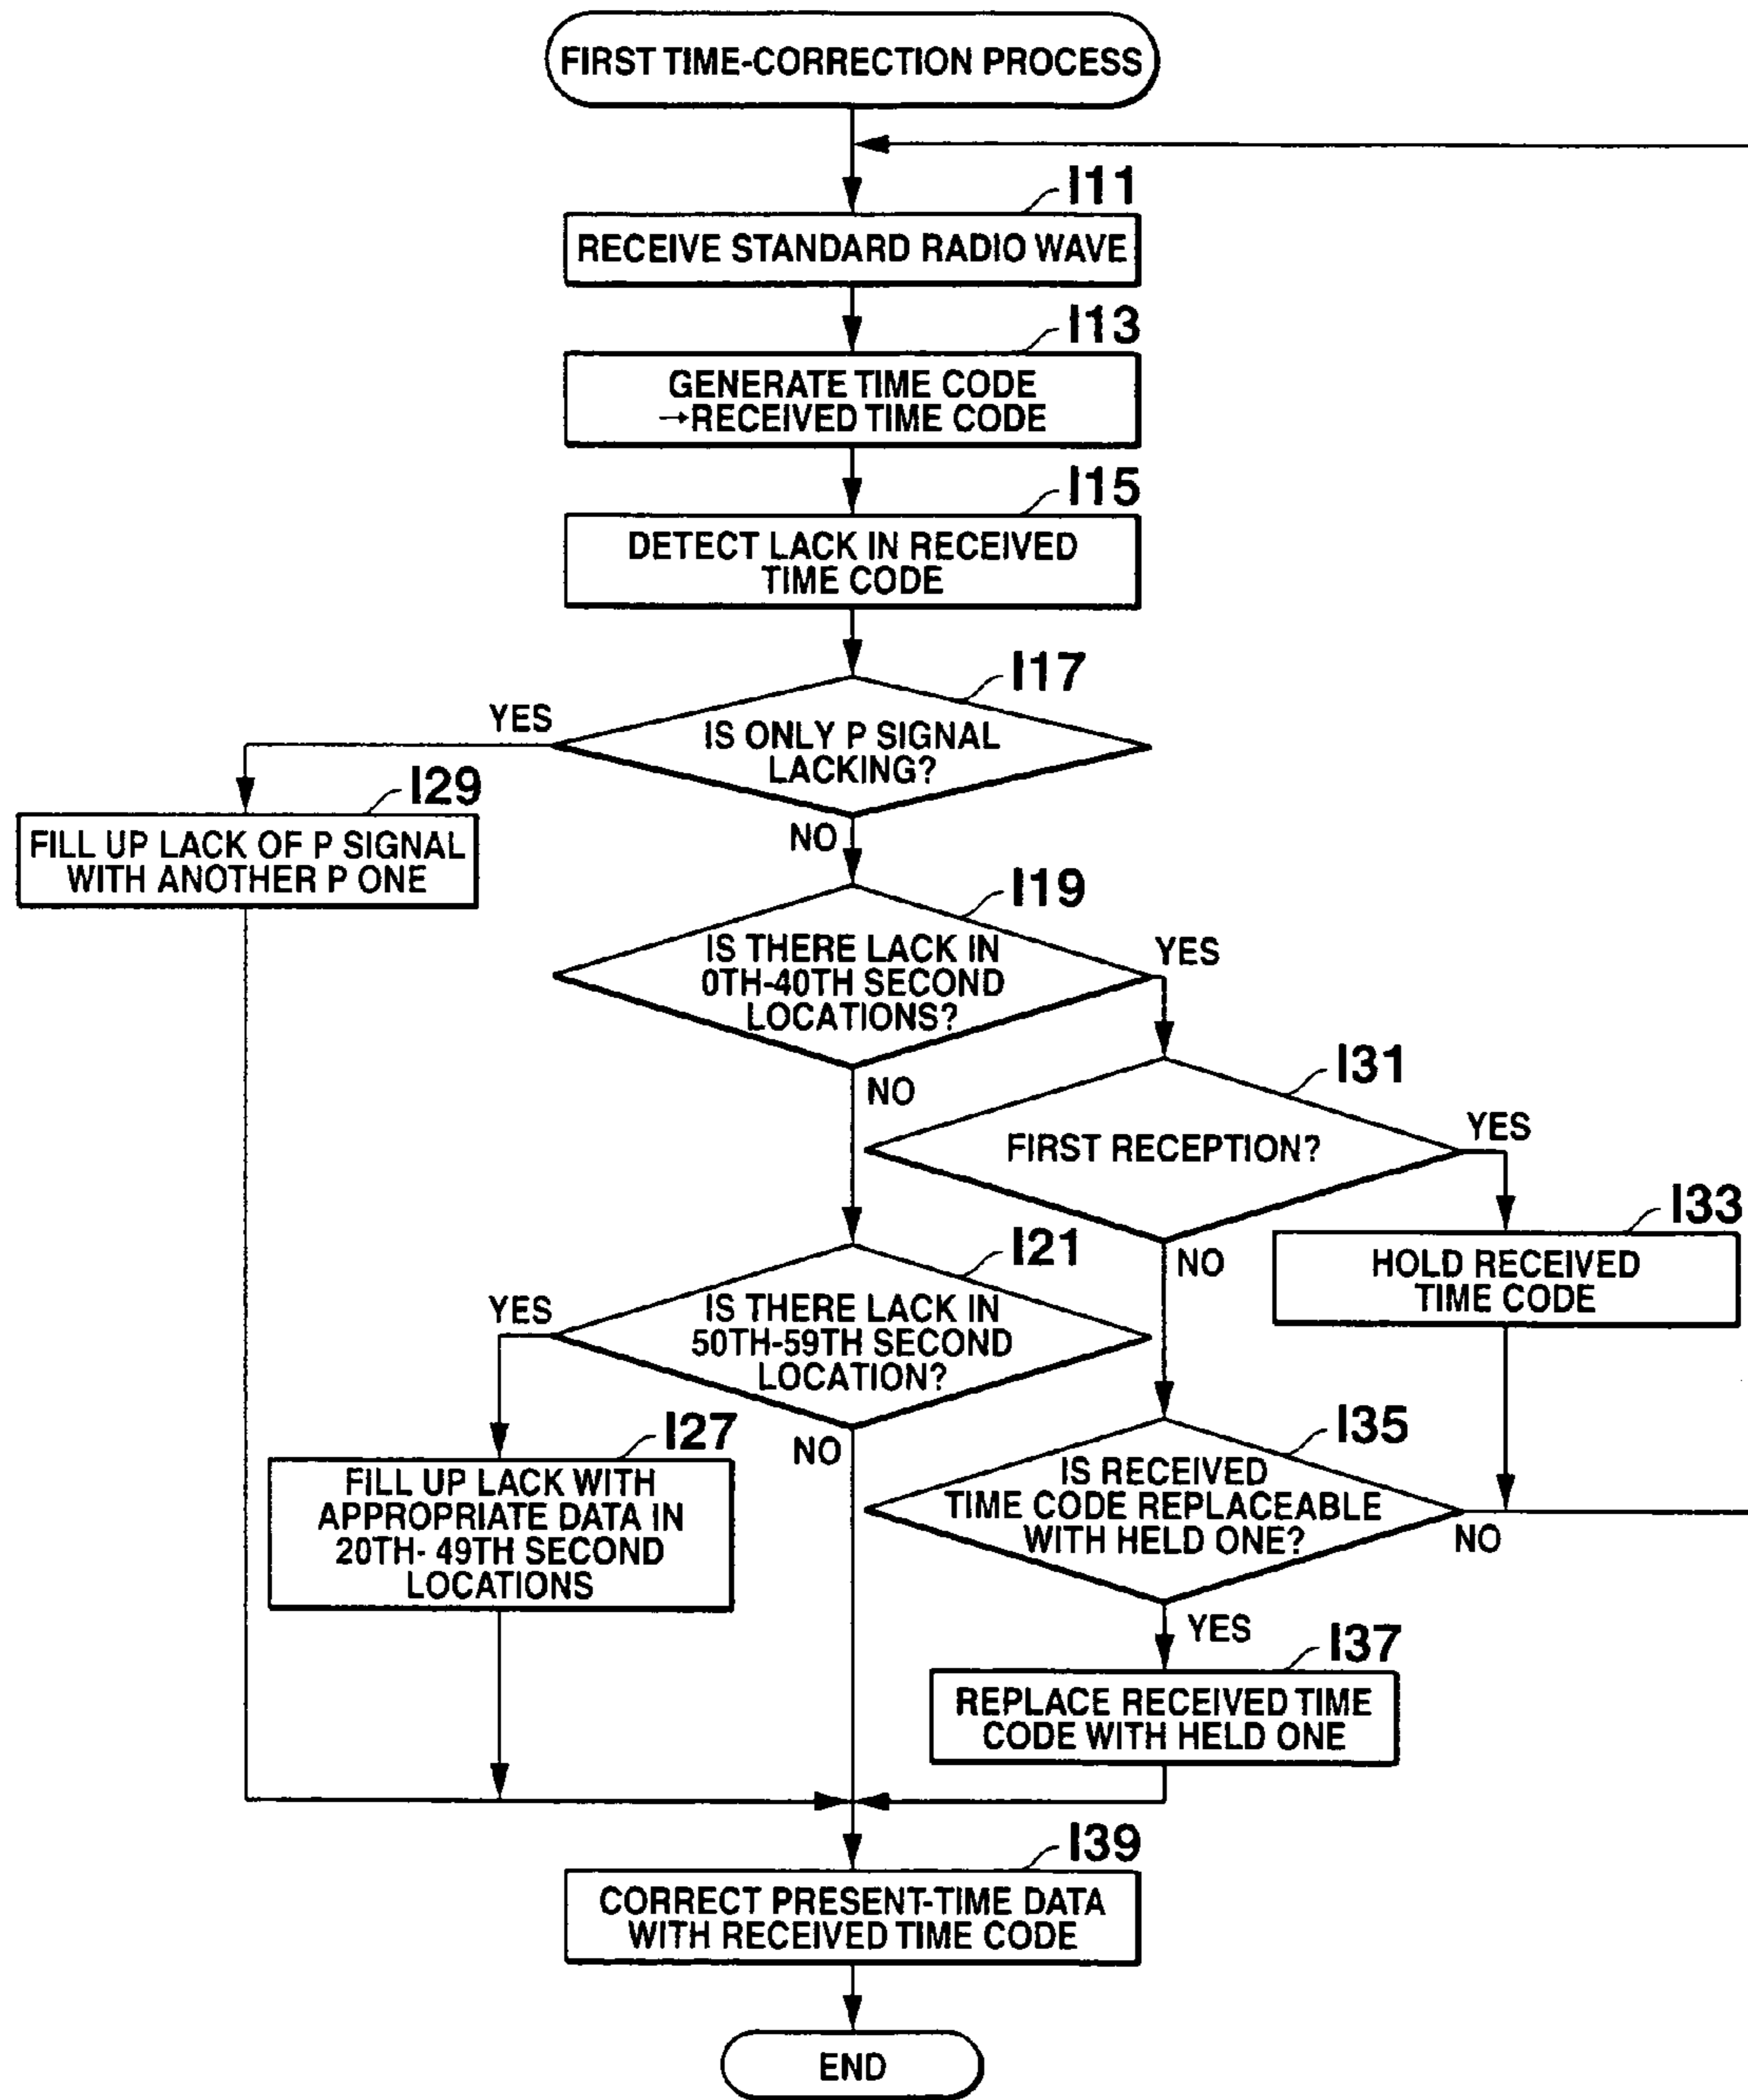 FIRST TIME-CORRECTION PROCESS
I11
RECEIVE STANDARD RADIO WAVE
I13
GENERATE TIME CODE
→RECEIVED TIME CODE
I15
DETECT LACK IN RECEIVED
TIME CODE
I17
YES
IS ONLY P SIGNAL
LACKING?
NO
I29
FILL UP LACK OF P SIGNAL
WITH ANOTHER P ONE
I19
IS THERE LACK IN
0TH-40TH SECOND
LOCATIONS?
YES
NO
I31
FIRST RECEPTION?
YES
NO
I33
HOLD RECEIVED
TIME CODE
I21
YES
IS THERE LACK IN
50TH-59TH SECOND
LOCATION?
NO
I27
FILL UP LACK WITH
APPROPRIATE DATA IN
20TH- 49TH SECOND
LOCATIONS
I35
IS RECEIVED
TIME CODE REPLACEABLE
WITH HELD ONE?
NO
YES
I37
REPLACE RECEIVED TIME
CODE WITH HELD ONE
I39
CORRECT PRESENT-TIME DATA
WITH RECEIVED TIME CODE
END